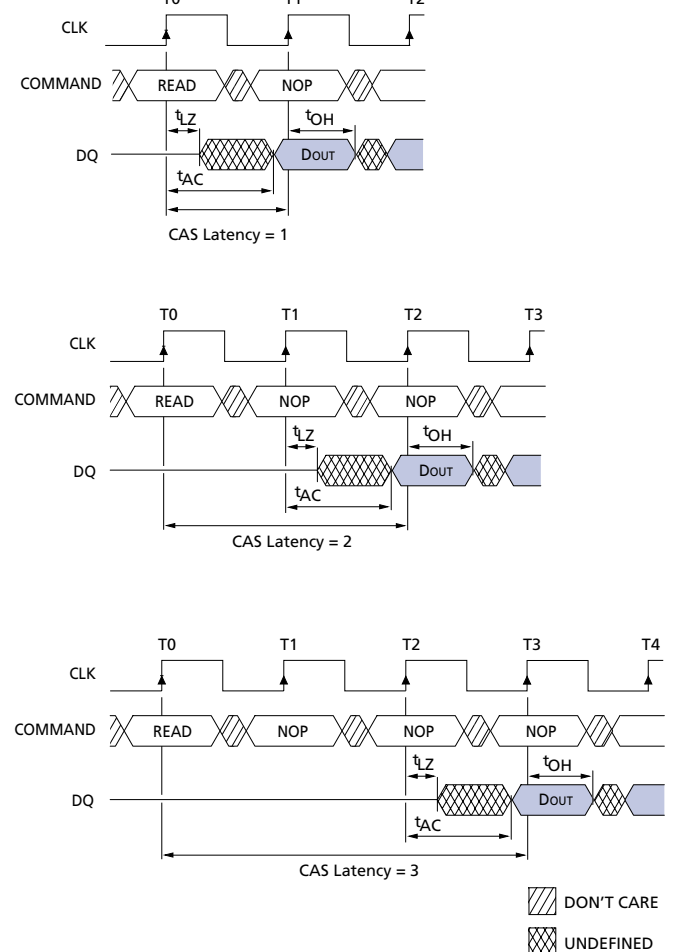 T0 T1 T2
CLK
COMMAND READ NOP
tLZ tOH
DQ DOUT
tAC
CAS Latency = 1
T0 T1 T2 T3
CLK
COMMAND READ NOP NOP
tLZ tOH
DQ DOUT
tAC
CAS Latency = 2
T0 T1 T2 T3 T4
CLK
COMMAND READ NOP NOP NOP
tLZ tOH
DQ DOUT
tAC
CAS Latency = 3
DON'T CARE
UNDEFINED